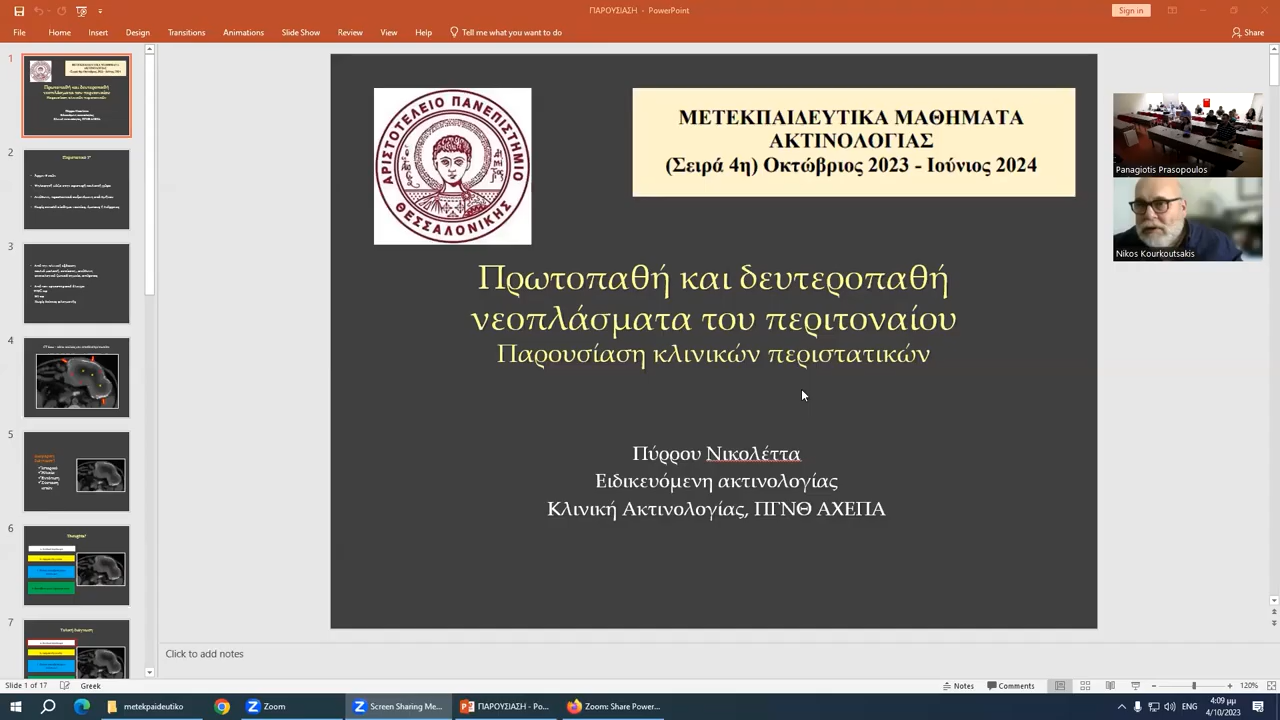 ΠΑΡΟΥΣΙΑΣΗ - PowerPoint
Sign in
File Home Insert Design Transitions Animations Slide Show Review View Help Tell me what you want to do
Share
1
2
3
4
5
6
7
ΑΡΙΣΤΟΤΕΛΕΙΟ ΠΑΝΕΠΙΣΤΗΜΙΟ
ΘΕΣΣΑΛΟΝΙΚΗΣ
ΜΕΤΕΚΠΑΙΔΕΥΤΙΚΑ ΜΑΘΗΜΑΤΑ
ΑΚΤΙΝΟΛΟΓΙΑΣ
(Σειρά 4η) Οκτώβριος 2023 - Ιούνιος 2024
Πρωτοπαθή και δευτεροπαθή
νεοπλάσματα του περιτοναίου
Παρουσίαση κλινικών περιστατικών
Πύρρου Νικολέττα
Ειδικευόμενη ακτινολογίας
Κλινική Ακτινολογίας, ΠΓΝΘ ΑΧΕΠΑ
Panagiotis Prasopoulos
Nikos Kourkoutsakis
Click to add notes
Slide 1 of 17
Greek
Notes
Comments
120%
metekpaideutiko
Zoom
Screen Sharing Me...
ΠΑΡΟΥΣΙΑΣΗ - Po...
Zoom: Share Power...
4:09 μμ
4/10/2023